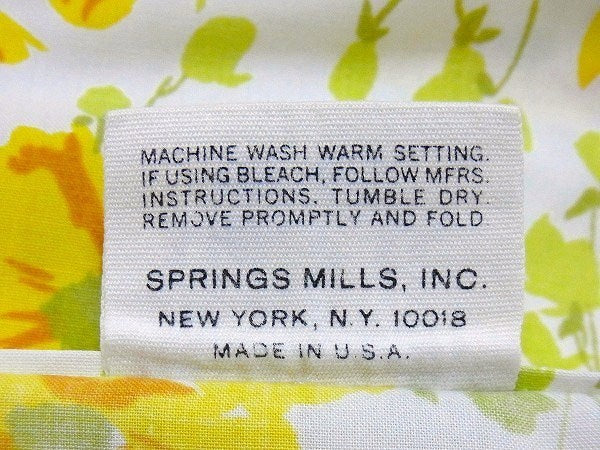 MACHINE WASH WARM SETTING.
IF USING BLEACH, FOLLOW MFRS.
INSTRUCTIONS. TUMBLE DRY.
REMOVE PROMPTLY AND FOLD
SPRINGS MILLS, INC.
NEW YORK, N.Y. 10018
MADE IN U.S.A.